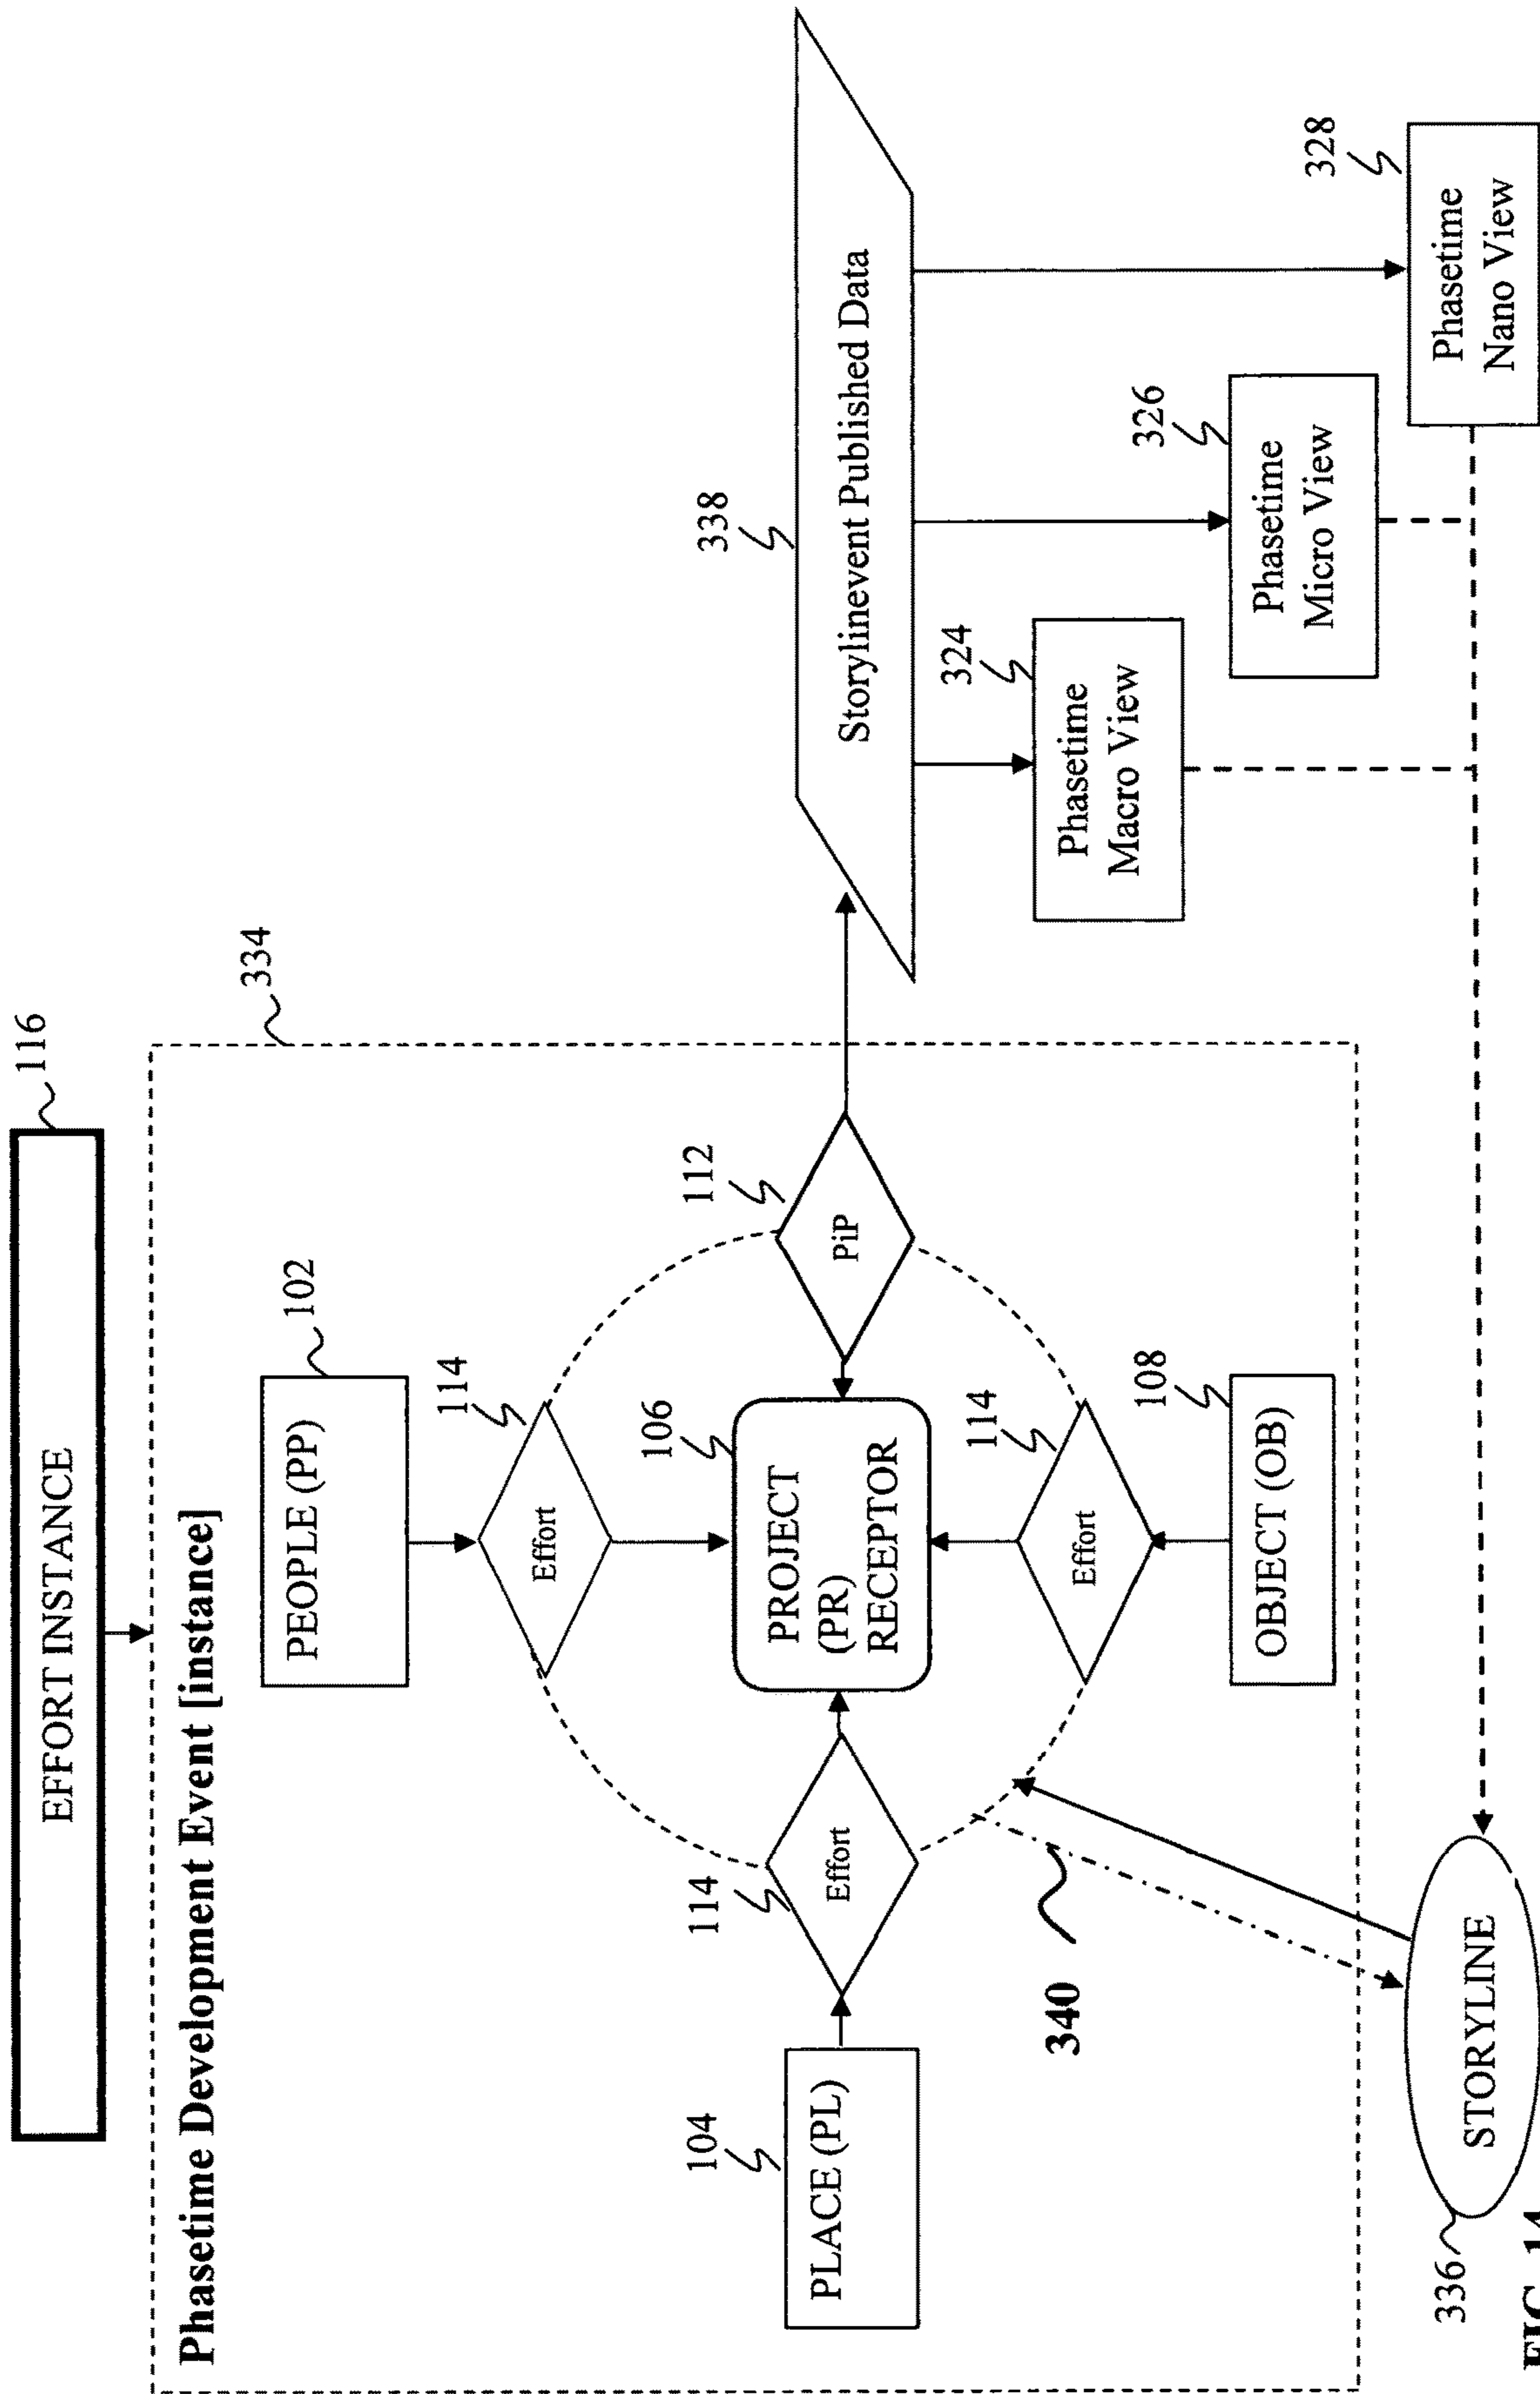 EFFORT INSTANCE
116
Phasetime Development Event [instance]
334
PEOPLE (PP)
102
114
Effort
104
PLACE (PL)
114
Effort
106
PROJECT
(PR)
RECEPTOR
112
PiP
338
Storylinevent Published Data
114
Effort
340
108
OBJECT (OB)
324
Phasetime
Macro View
326
Phasetime
Micro View
328
Phasetime
Nano View
336
STORYLINE
FIG. 14